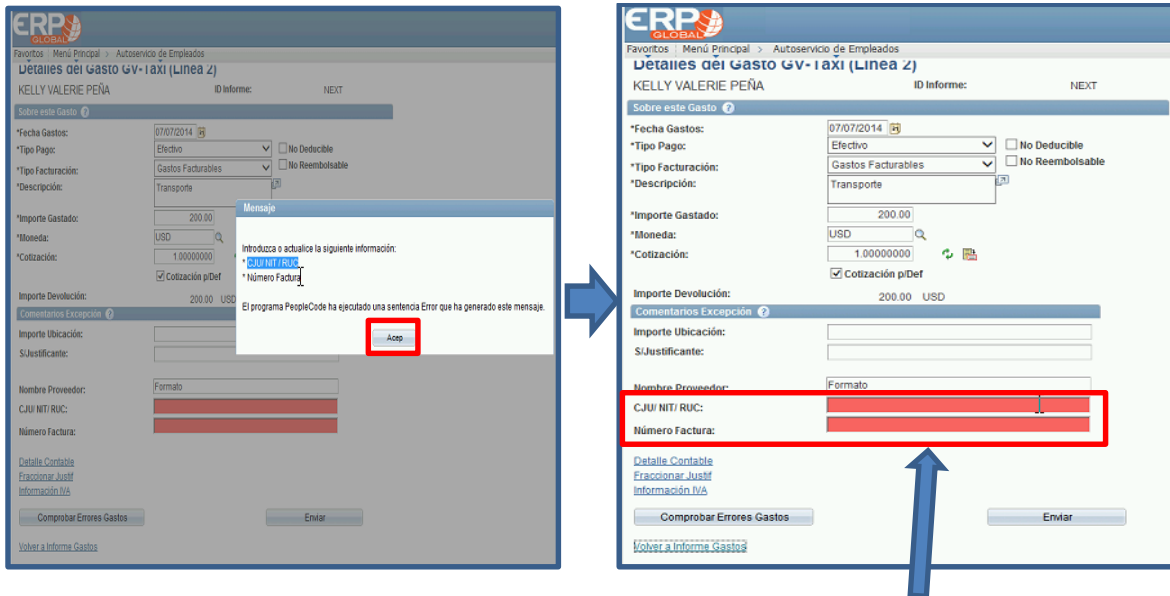 ERP
GLOBAL
Favoritos Menú Principal > Autoservicio de Empleados
Detalles del Gasto GV-Taxi (Línea 2)
KELLY VALERIE PEÑA ID Informe: NEXT
Sobre este Gasto ?
*Fecha Gastos: 07/07/2014
*Tipo Pago: Efectivo No Deducible
*Tipo Facturación: Gastos Facturables No Reembolsable
*Descripción: Transporte
*Importe Gastado: 200.00
*Moneda: USD
*Cotización: 1.00000000
Cotización p/Def
Importe Devolución: 200.00 USD
Comentarios Excepción ?
Importe Ubicación:
S/Justificante:
Nombre Proveedor: Formato
CJU/ NIT/ RUC:
Número Factura:
Detalle Contable
Fraccionar Justif
Información IVA
Comprobar Errores Gastos Enviar
Volver a Informe Gastos
Mensaje
Introduzca o actualice la siguiente información:
* CJU/ NIT / RUC
* Número Factura
El programa PeopleCode ha ejecutado una sentencia Error que ha generado este mensaje.
Acep
ERP
GLOBAL
Favoritos Menú Principal > Autoservicio de Empleados
Detalles del Gasto GV-Taxi (Línea 2)
KELLY VALERIE PEÑA ID Informe: NEXT
Sobre este Gasto ?
*Fecha Gastos: 07/07/2014
*Tipo Pago: Efectivo No Deducible
*Tipo Facturación: Gastos Facturables No Reembolsable
*Descripción: Transporte
*Importe Gastado: 200.00
*Moneda: USD
*Cotización: 1.00000000
Cotización p/Def
Importe Devolución: 200.00 USD
Comentarios Excepción ?
Importe Ubicación:
S/Justificante:
Nombre Proveedor: Formato
CJU/ NIT/ RUC:
Número Factura:
Detalle Contable
Fraccionar Justif
Información IVA
Comprobar Errores Gastos Enviar
Volver a Informe Gastos